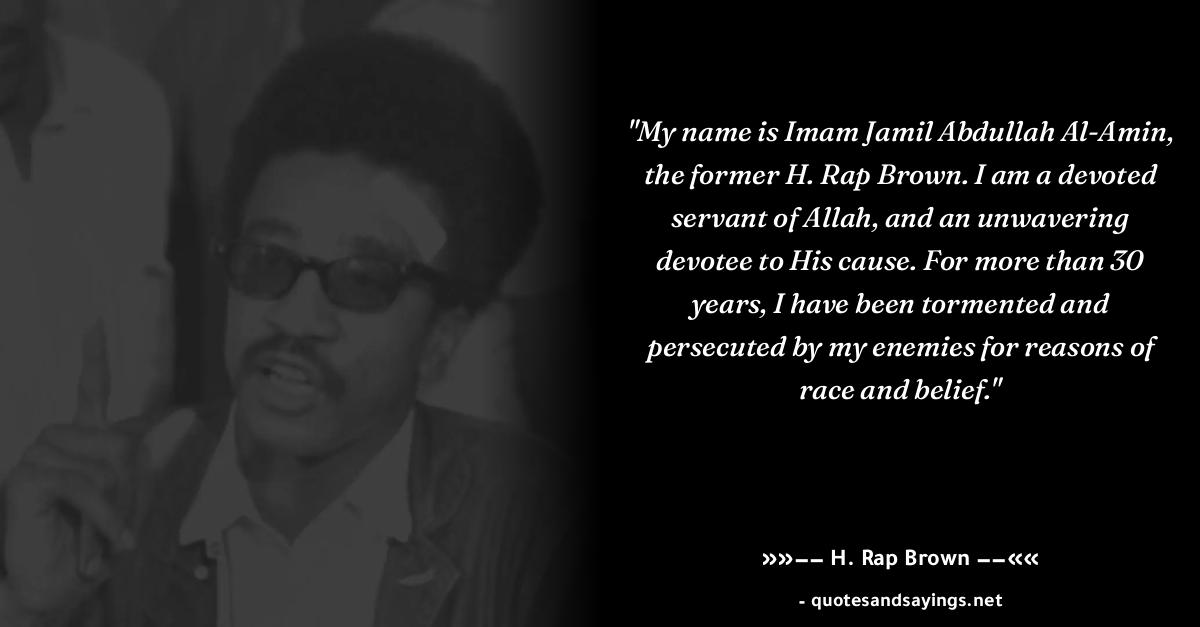 "My name is Imam Jamil Abdullah Al-Amin,
the former H. Rap Brown. I am a devoted
servant of Allah, and an unwavering
devotee to His cause. For more than 30
years, I have been tormented and
persecuted by my enemies for reasons of
race and belief."
»»−− H. Rap Brown −−««
- quotesandsayings.net